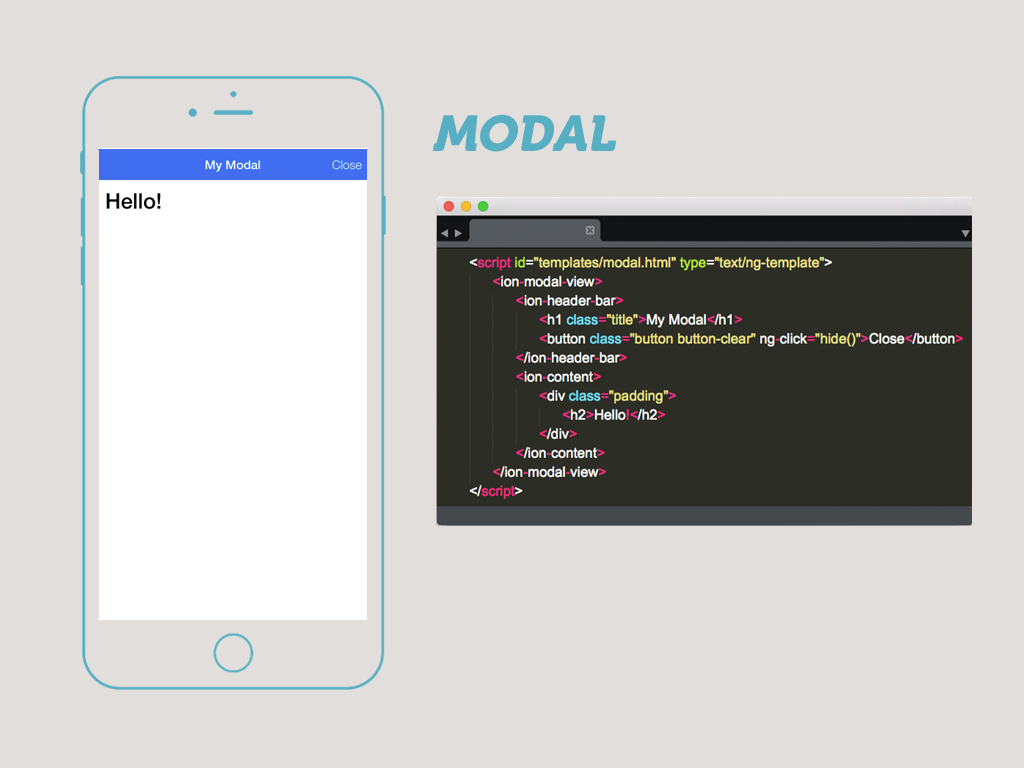 My Modal Close
Hello!
MODAL
<script id="templates/modal.html" type="text/ng-template">
<ion-modal-view>
<ion-header-bar>
<h1 class="title">My Modal</h1>
<button class="button button-clear" ng-click="hide()">Close</button>
</ion-header-bar>
<ion-content>
<div class="padding">
<h2>Hello!</h2>
</div>
</ion-content>
</ion-modal-view>
</script>